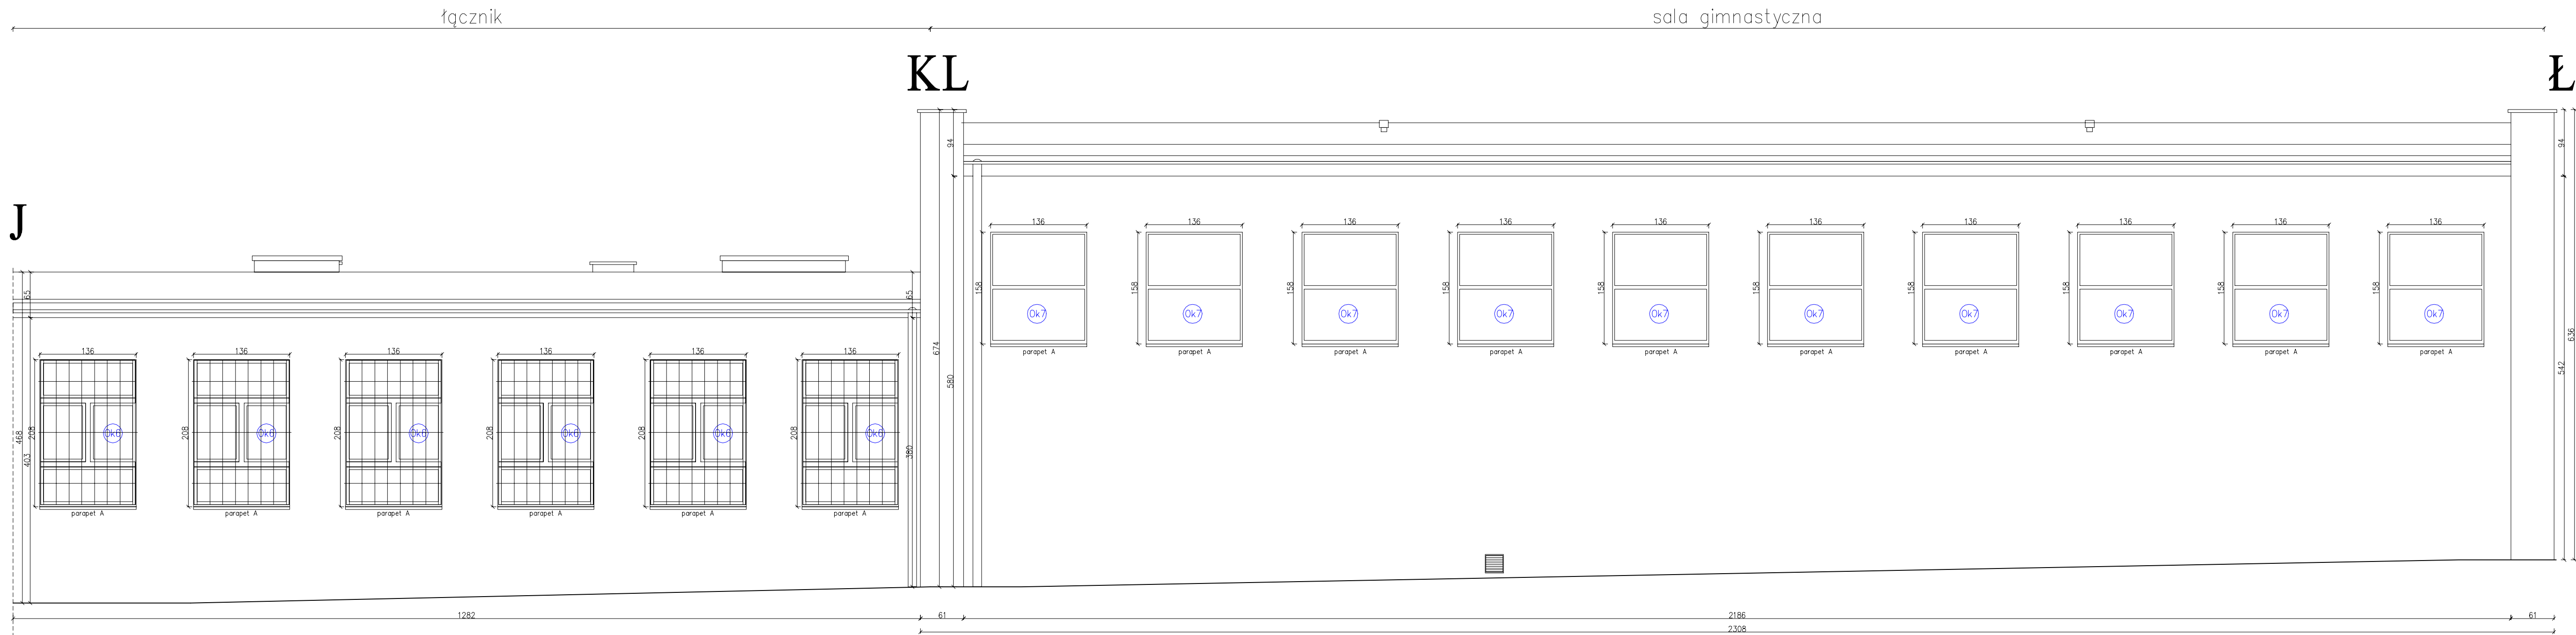 łącznik
sala gimnastyczna
KL
Ł
J
94
94
136 136 136 136 136 136 136 136 136 136
158 158 158 158 158 158 158 158 158 158
65
65
Ok7 Ok7 Ok7 Ok7 Ok7 Ok7 Ok7 Ok7 Ok7 Ok7
parapet A parapet A parapet A parapet A parapet A parapet A parapet A parapet A parapet A parapet A
136 136 136 136 136 136
674
580
636
542
468
403
208 208 208 208 208 208
Ok6 Ok6 Ok6 Ok6 Ok6 Ok6
380
parapet A parapet A parapet A parapet A parapet A parapet A
1282 61 2186 61
2308